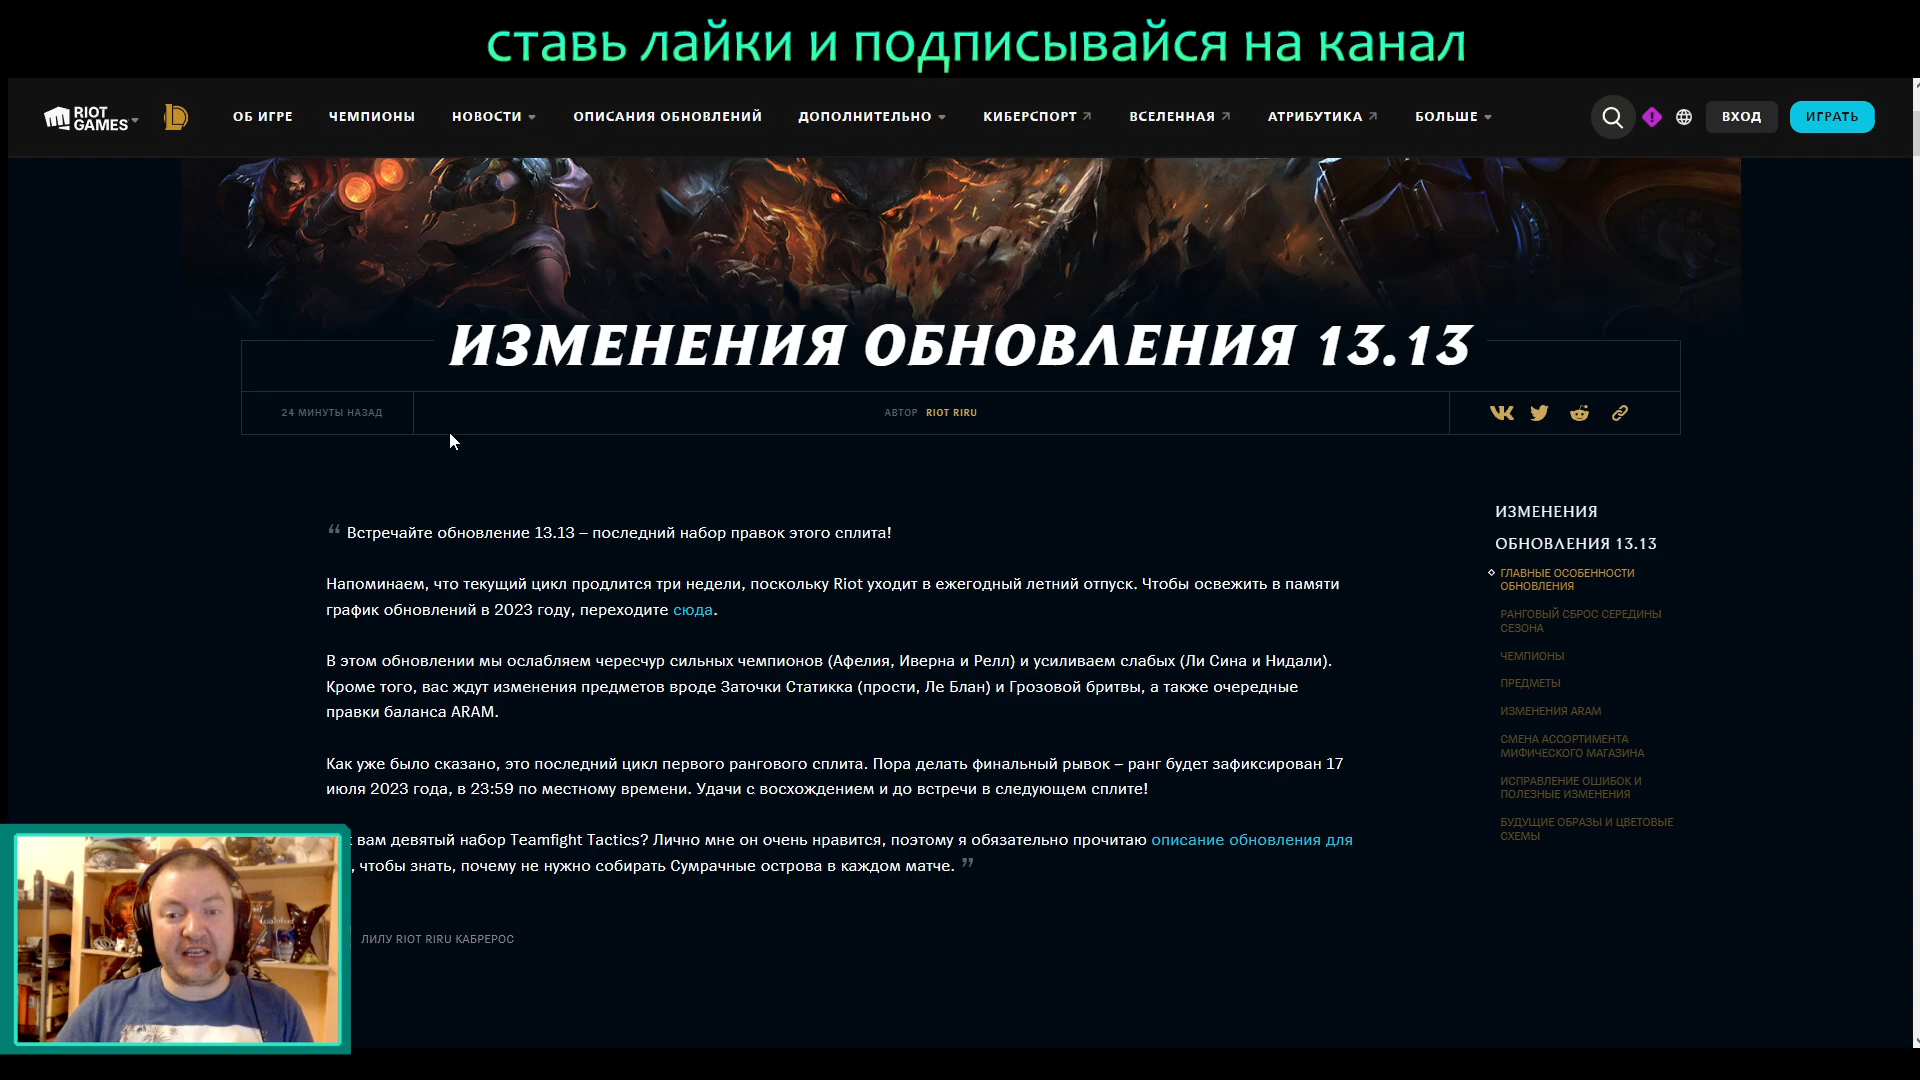 ставь лайки и подписывайся на канал
RIOT GAMES
ОБ ИГРЕ ЧЕМПИОНЫ НОВОСТИ ОПИСАНИЯ ОБНОВЛЕНИЙ ДОПОЛНИТЕЛЬНО КИБЕРСПОРТ ВСЕЛЕННАЯ АТРИБУТИКА БОЛЬШЕ ВХОД ИГРАТЬ
ИЗМЕНЕНИЯ ОБНОВЛЕНИЯ 13.13
24 МИНУТЫ НАЗАД
АВТОР RIOT RIRU
“ Встречайте обновление 13.13 – последний набор правок этого сплита!
Напоминаем, что текущий цикл продлится три недели, поскольку Riot уходит в ежегодный летний отпуск. Чтобы освежить в памяти
график обновлений в 2023 году, переходите сюда.
В этом обновлении мы ослабляем чересчур сильных чемпионов (Афелия, Иверна и Релл) и усиливаем слабых (Ли Сина и Нидали).
Кроме того, вас ждут изменения предметов вроде Заточки Статикка (прости, Ле Блан) и Грозовой бритвы, а также очередные
правки баланса ARAM.
Как уже было сказано, это последний цикл первого рангового сплита. Пора делать финальный рывок – ранг будет зафиксирован 17
июля 2023 года, в 23:59 по местному времени. Удачи с восхождением и до встречи в следующем сплите!
вам девятый набор Teamfight Tactics? Лично мне он очень нравится, поэтому я обязательно прочитаю описание обновления для
, чтобы знать, почему не нужно собирать Сумрачные острова в каждом матче. ”
ЛИЛУ RIOT RIRU КАБРЕРОС
ИЗМЕНЕНИЯ
ОБНОВЛЕНИЯ 13.13
ГЛАВНЫЕ ОСОБЕННОСТИ
ОБНОВЛЕНИЯ
РАНГОВЫЙ СБРОС СЕРЕДИНЫ
СЕЗОНА
ЧЕМПИОНЫ
ПРЕДМЕТЫ
ИЗМЕНЕНИЯ ARAM
СМЕНА АССОРТИМЕНТА
МИФИЧЕСКОГО МАГАЗИНА
ИСПРАВЛЕНИЕ ОШИБОК И
ПОЛЕЗНЫЕ ИЗМЕНЕНИЯ
БУДУЩИЕ ОБРАЗЫ И ЦВЕТОВЫЕ
СХЕМЫ